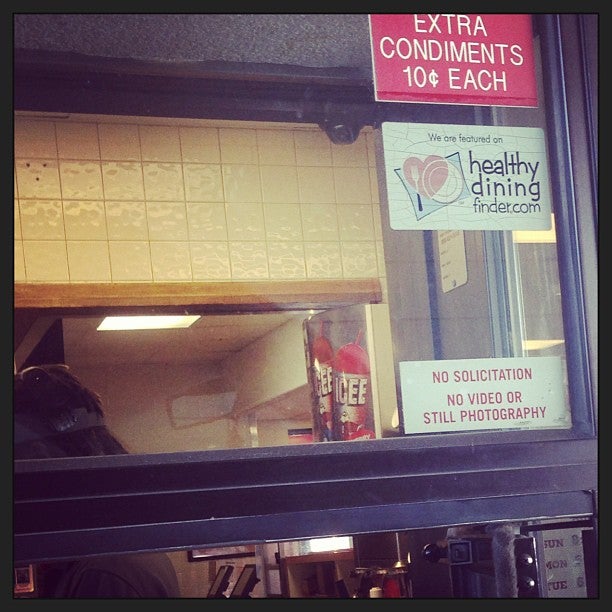 EXTRA
CONDIMENTS
10¢ EACH
We are featured on
healthy
dining
finder.com
NO SOLICITATION
NO VIDEO OR
STILL PHOTOGRAPHY
ICEE
ICEE
SUN
MON
TUE